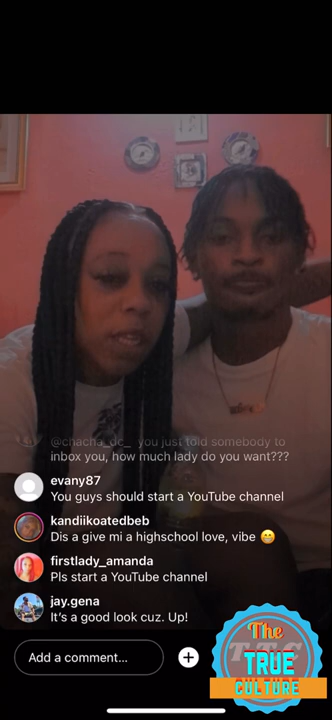 @chacha_dc_ you just told somebody to
inbox you, how much lady do you want???
evany87
You guys should start a YouTube channel
kandiikoatedbeb
Dis a give mi a highschool love, vibe 😁
firstlady_amanda
Pls start a YouTube channel
jay.gena
It's a good look cuz. Up!
Add a comment...
The
TRUE
CULTURE